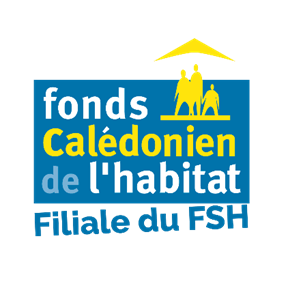 fonds
Calédonien
de l'habitat
Filiale du FSH